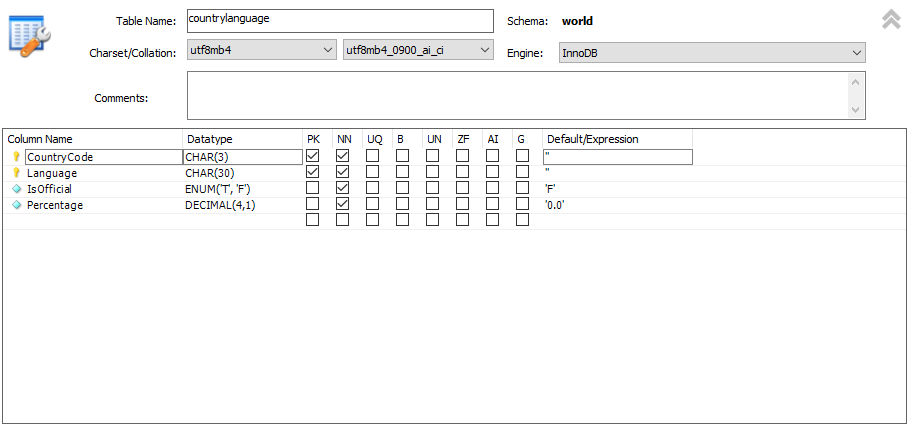 Table Name: countrylanguage Schema: world
Charset/Collation: utf8mb4 utf8mb4_0900_ai_ci Engine: InnoDB
Comments:
Column Name Datatype PK NN UQ B UN ZF AI G Default/Expression
CountryCode CHAR(3) ''
Language CHAR(30) ''
IsOfficial ENUM('T', 'F') 'F'
Percentage DECIMAL(4,1) '0.0'